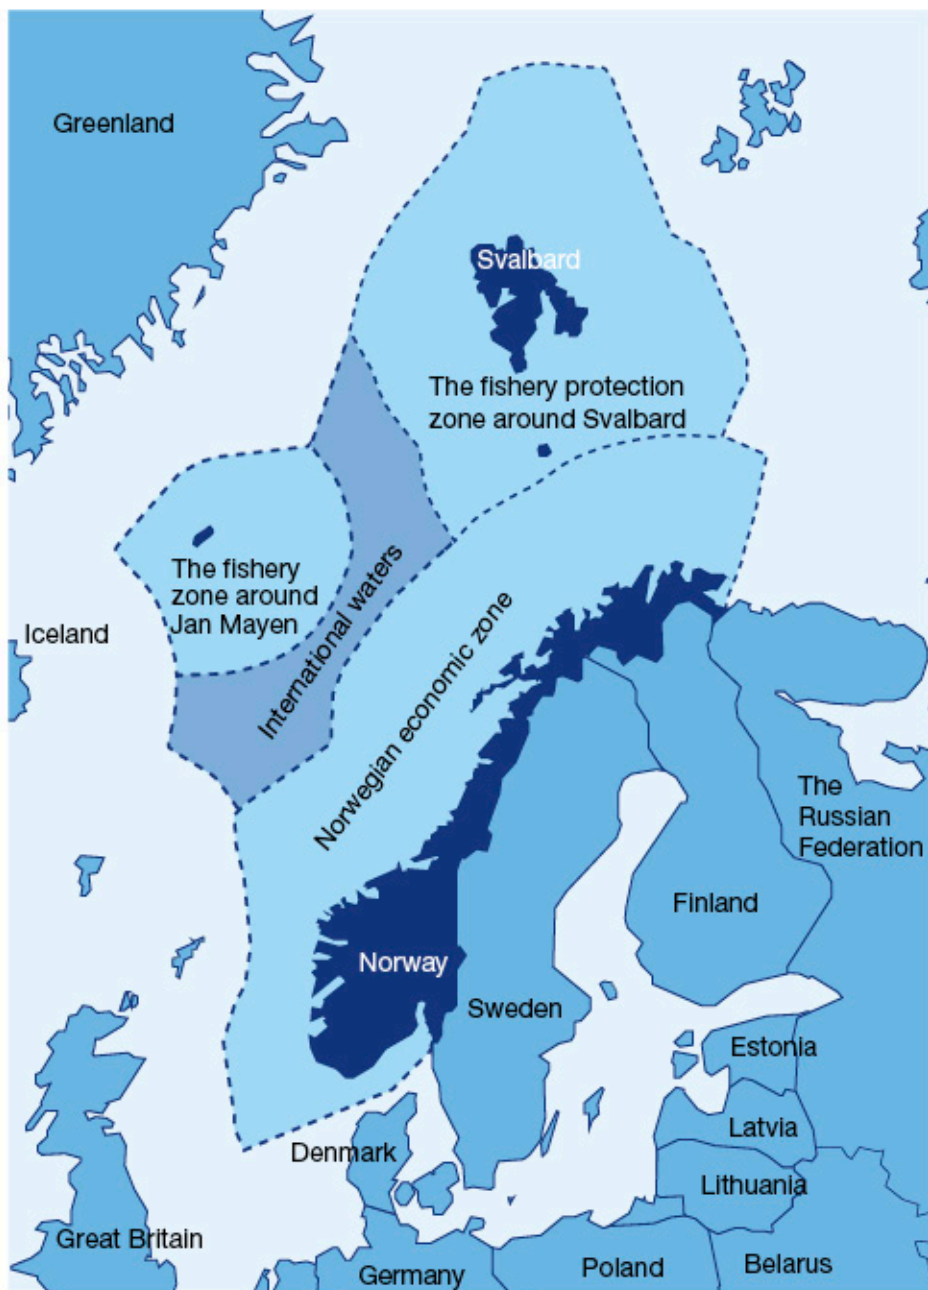 Greenland
Svalbard
The fishery protection
zone around Svalbard
The fishery
zone around
Jan Mayen
Iceland
International waters
Norwegian economic zone
The
Russian
Federation
Finland
Norway
Sweden
Estonia
Denmark
Latvia
Lithuania
Great Britain
Germany
Poland
Belarus